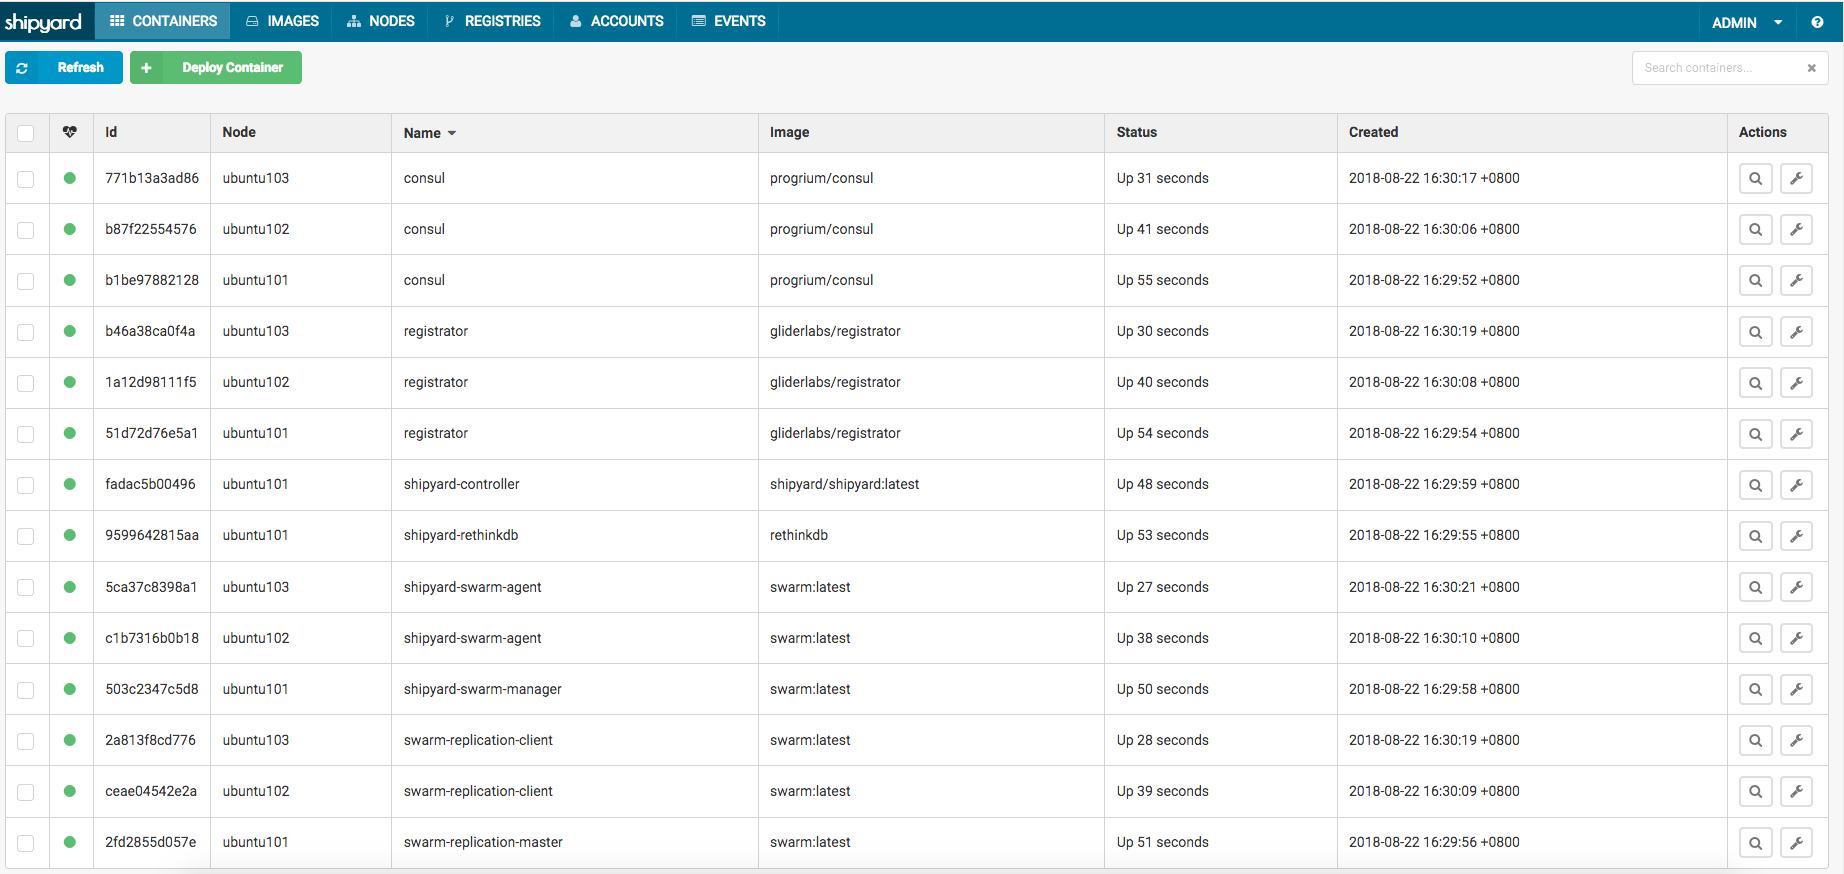 shipyard CONTAINERS IMAGES NODES REGISTRIES ACCOUNTS EVENTS ADMIN
Refresh Deploy Container Search containers...
Id Node Name Image Status Created Actions
771b13a3ad86 ubuntu103 consul progrium/consul Up 31 seconds 2018-08-22 16:30:17 +0800
b87f22554576 ubuntu102 consul progrium/consul Up 41 seconds 2018-08-22 16:30:06 +0800
b1be97882128 ubuntu101 consul progrium/consul Up 55 seconds 2018-08-22 16:29:52 +0800
b46a38ca0f4a ubuntu103 registrator gliderlabs/registrator Up 30 seconds 2018-08-22 16:30:19 +0800
1a12d98111f5 ubuntu102 registrator gliderlabs/registrator Up 40 seconds 2018-08-22 16:30:08 +0800
51d72d76e5a1 ubuntu101 registrator gliderlabs/registrator Up 54 seconds 2018-08-22 16:29:54 +0800
fadac5b00496 ubuntu101 shipyard-controller shipyard/shipyard:latest Up 48 seconds 2018-08-22 16:29:59 +0800
9599642815aa ubuntu101 shipyard-rethinkdb rethinkdb Up 53 seconds 2018-08-22 16:29:55 +0800
5ca37c8398a1 ubuntu103 shipyard-swarm-agent swarm:latest Up 27 seconds 2018-08-22 16:30:21 +0800
c1b7316b0b18 ubuntu102 shipyard-swarm-agent swarm:latest Up 38 seconds 2018-08-22 16:30:10 +0800
503c2347c5d8 ubuntu101 shipyard-swarm-manager swarm:latest Up 50 seconds 2018-08-22 16:29:58 +0800
2a813f8cd776 ubuntu103 swarm-replication-client swarm:latest Up 28 seconds 2018-08-22 16:30:19 +0800
ceae04542e2a ubuntu102 swarm-replication-client swarm:latest Up 39 seconds 2018-08-22 16:30:09 +0800
2fd2855d057e ubuntu101 swarm-replication-master swarm:latest Up 51 seconds 2018-08-22 16:29:56 +0800